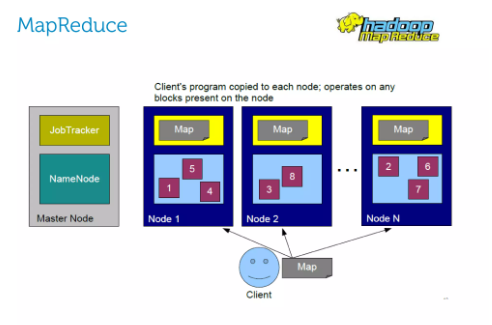 MapReduce
hadoop
Map Reduce
Client's program copied to each node; operates on any
blocks present on the node
JobTracker
NameNode
Master Node
Map
5
1
4
Node 1
Map
8
3
Node 2
...
Map
2
6
7
Node N
Map
Client